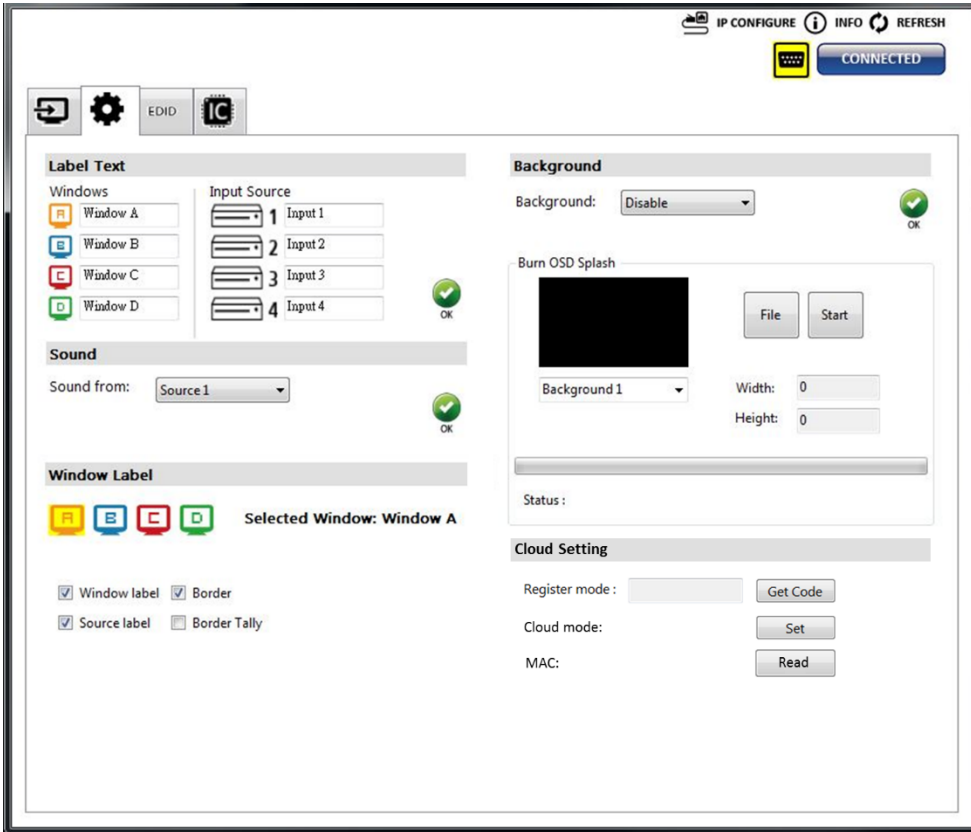 IP CONFIGURE INFO REFRESH
CONNECTED
EDID IC
Label Text
Windows Input Source
A Window A 1 Input 1
B Window B 2 Input 2
C Window C 3 Input 3
D Window D 4 Input 4
OK
Sound
Sound from: Source 1
OK
Window Label
A B C D Selected Window: Window A
Window label Border
Source label Border Tally
Background
Background: Disable
OK
Burn OSD Splash
File Start
Background 1
Width: 0
Height: 0
Status :
Cloud Setting
Register mode : Get Code
Cloud mode: Set
MAC: Read